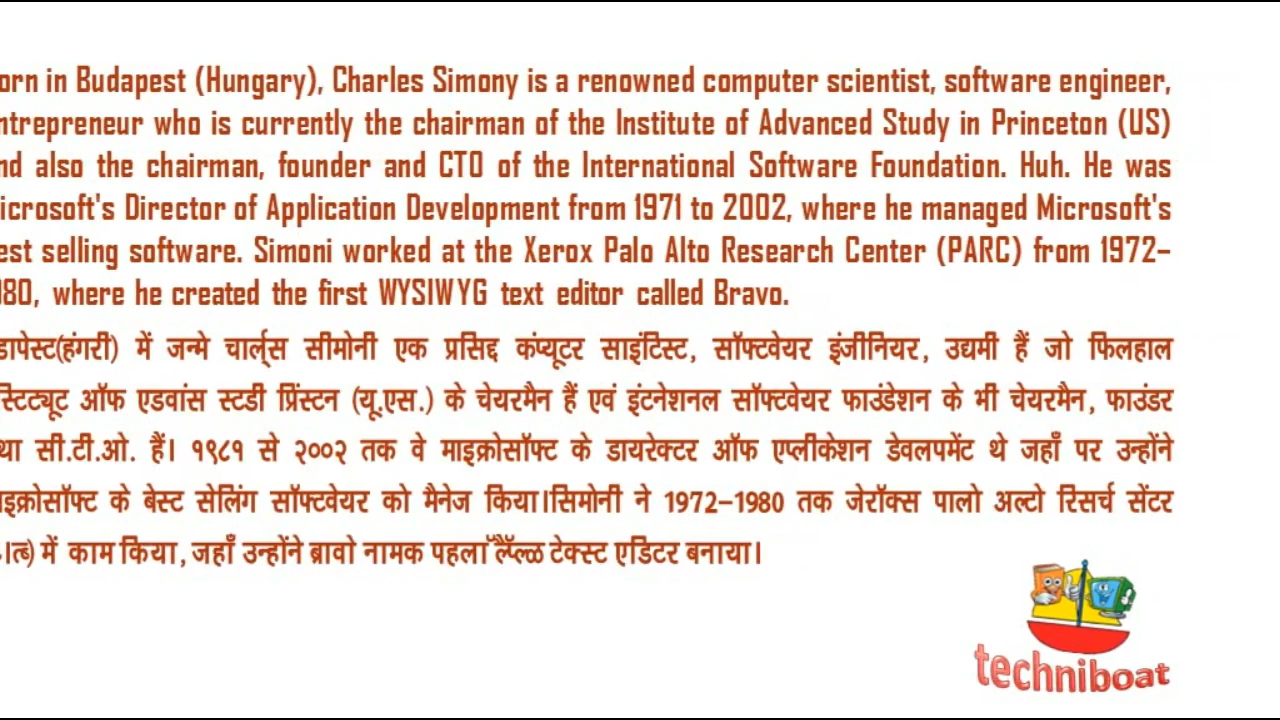 orn in Budapest (Hungary), Charles Simony is a renowned computer scientist, software engineer,
ntrepreneur who is currently the chairman of the Institute of Advanced Study in Princeton (US)
nd also the chairman, founder and CTO of the International Software Foundation. Huh. He was
icrosoft's Director of Application Development from 1971 to 2002, where he managed Microsoft's
est selling software. Simoni worked at the Xerox Palo Alto Research Center (PARC) from 1972–
980, where he created the first WYSIWYG text editor called Bravo.
डापेस्ट(हंगरी) में जन्मे चार्ल्स सीमोनी एक प्रसिद्द कंप्यूटर साइंटिस्ट, सॉफ्टवेयर इंजीनियर, उद्यमी हैं जो फिलहाल
स्टिट्यूट ऑफ एडवांस स्टडी प्रिंस्टन (यू.एस.) के चेयरमैन हैं एवं इंटनेशनल सॉफ्टवेयर फाउंडेशन के भी चेयरमैन, फाउंडर
था सी.टी.ओ. हैं। १९८१ से २००२ तक वे माइक्रोसॉफ्ट के डायरेक्टर ऑफ एप्लीकेशन डेवलपमेंट थे जहाँ पर उन्होंने
इक्रोसॉफ्ट के बेस्ट सेलिंग सॉफ्टवेयर को मैनेज किया।सिमोनी ने 1972–1980 तक जेरॉक्स पालो अल्टो रिसर्च सेंटर
में काम किया, जहाँ उन्होंने ब्रावो नामक पहला टेक्स्ट एडिटर बनाया।
techniboat